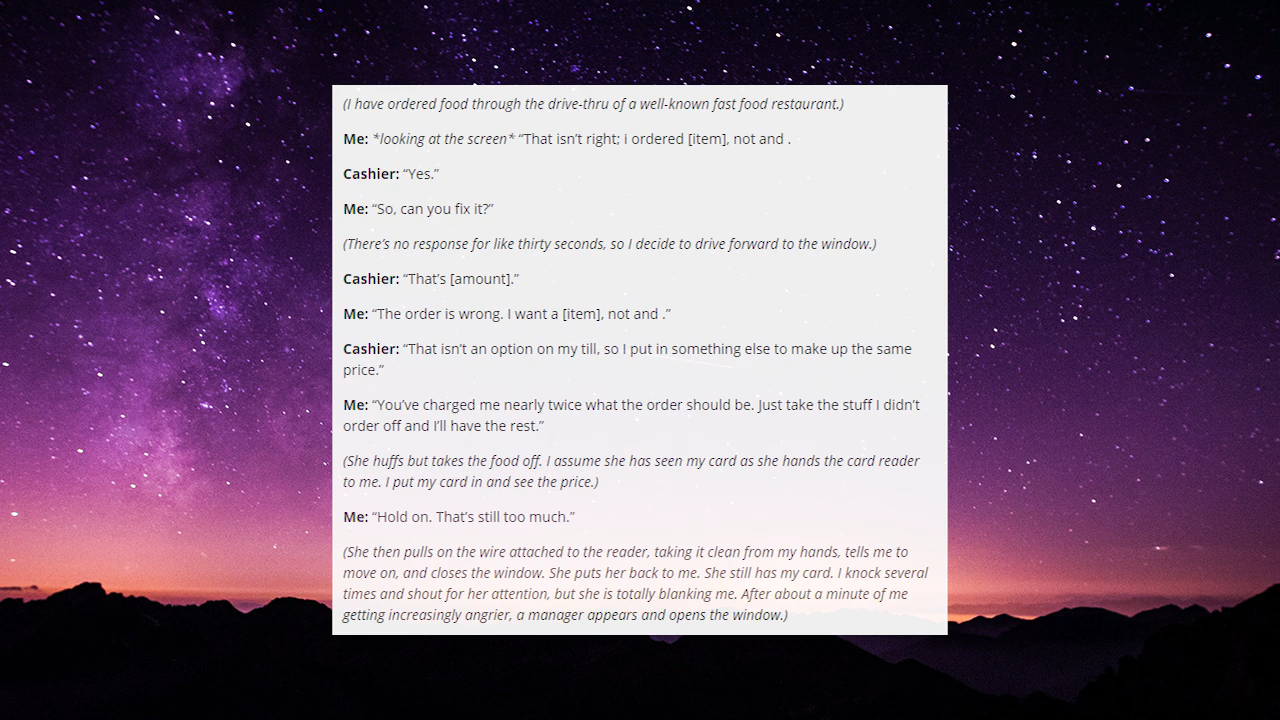 (I have ordered food through the drive-thru of a well-known fast food restaurant.)
Me: *looking at the screen* “That isn’t right; i ordered [item], not and .
Cashier: “Yes.”
Me: “So, can you fix it?”
(There’s no response for like thirty seconds, so I decide to drive forward to the window.)
Cashier: “That’s [amount].”
Me: “The order is wrong. I want a [item], not and .”
Cashier: “That isn’t an option on my till, so I put in something else to make up the same
price.”
Me: “You’ve charged me nearly twice what the order should be. Just take the stuff I didn’t
order off and I’ll have the rest.”
(She huffs but takes the food off. I assume she has seen my card as she hands the card reader
to me. I put my card in and see the price.)
Me: “Hold on. That’s still too much.”
(She then pulls on the wire attached to the reader, taking it clean from my hands, tells me to
move on, and closes the window. She puts her back to me. She still has my card. I knock several
times and shout for her attention, but she is totally blanking me. After about a minute of me
getting increasingly angrier, a manager appears and opens the window.)